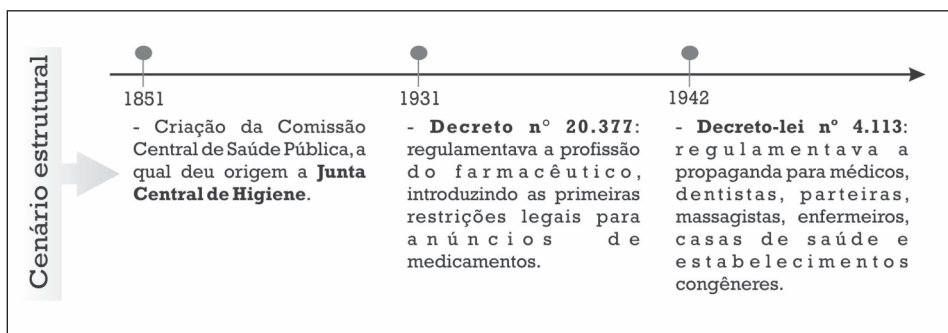 Cenário estrutural
1851
- Criação da Comissão
Central de Saúde Pública, a
qual deu origem a Junta
Central de Higiene.
1931
- Decreto n° 20.377:
regulamentava a profissão
do farmacêutico,
introduzindo as primeiras
restrições legais para
anúncios de
medicamentos.
1942
- Decreto-lei nº 4.113:
regulamentava a
propaganda para médicos,
dentistas, parteiras,
massagistas, enfermeiros,
casas de saúde e
estabelecimentos
congêneres.